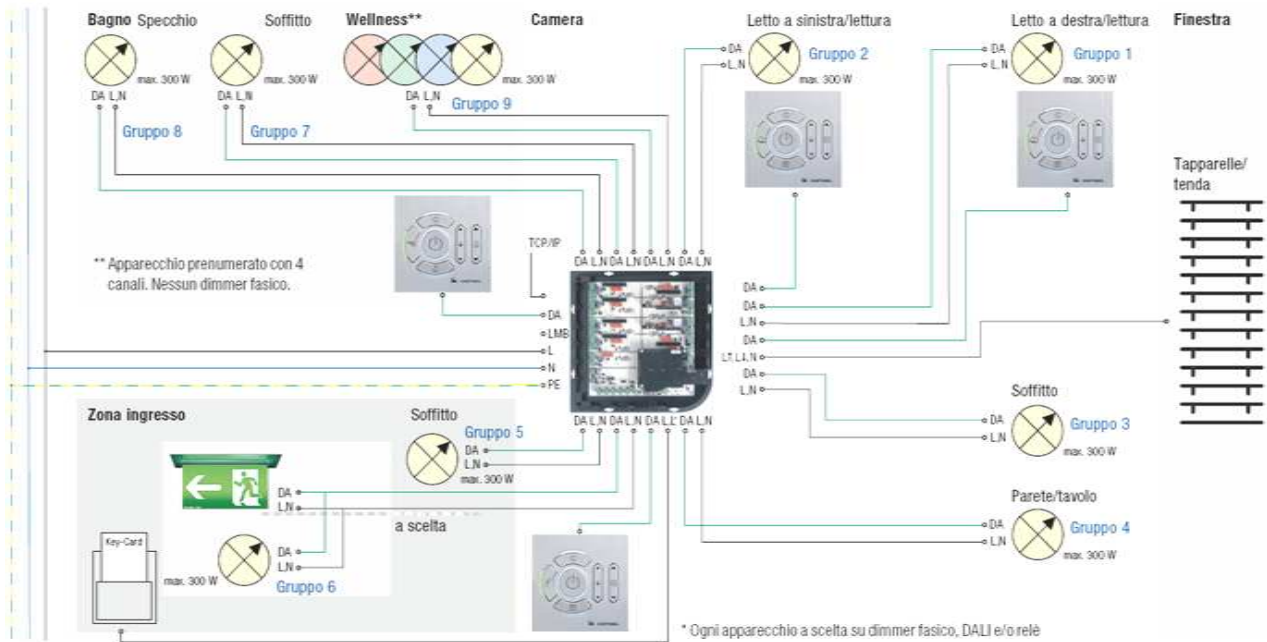 Bagno Specchio
Soffitto
Wellness**
Camera
Letto a sinistra/lettura
Letto a destra/lettura
Finestra
max. 300 W
max. 300 W
max. 300 W
DA
L,N
Gruppo 2
max. 300 W
DA
L,N
Gruppo 1
max. 300 W
DA L,N
DA L,N
DA L,N
Gruppo 8
Gruppo 7
Gruppo 9
Tapparelle/
tenda
TCP/IP
** Apparecchio prenumerato con 4
canali. Nessun dimmer fasico.
DA L,N DA L,N DA L,N DA L,N
DA
LMB
L
N
PE
DA
DA
L,N
DA
LT, LA, N
DA
L,N
Zona ingresso
Soffitto
Gruppo 5
DA
L,N
max. 300 W
DA L,N DA L,N DA L,L' DA L,N
Soffitto
DA
L,N
Gruppo 3
max. 300 W
DA
L,N
a scelta
Key-Card
max. 300 W
DA
L,N
Gruppo 6
Parete/tavolo
DA
L,N
Gruppo 4
max. 300 W
* Ogni apparecchio a scelta su dimmer fasico, DALI e/o relè